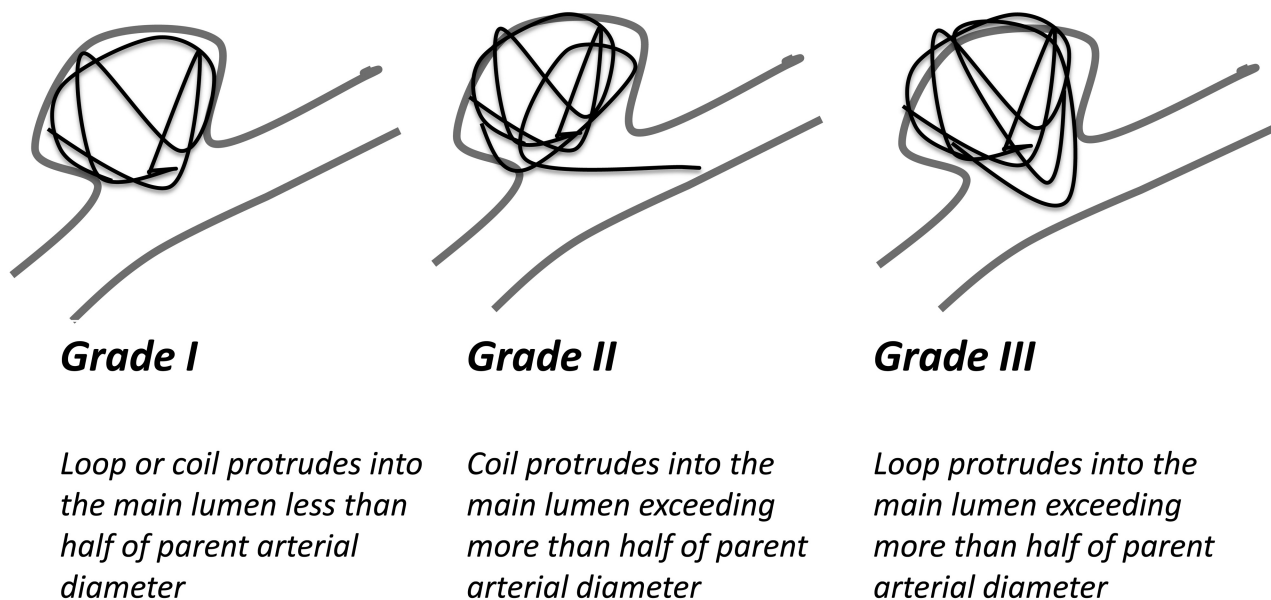 Grade I
Loop or coil protrudes into
the main lumen less than
half of parent arterial
diameter
Grade II
Coil protrudes into the
main lumen exceeding
more than half of parent
arterial diameter
Grade III
Loop protrudes into the
main lumen exceeding
more than half of parent
arterial diameter